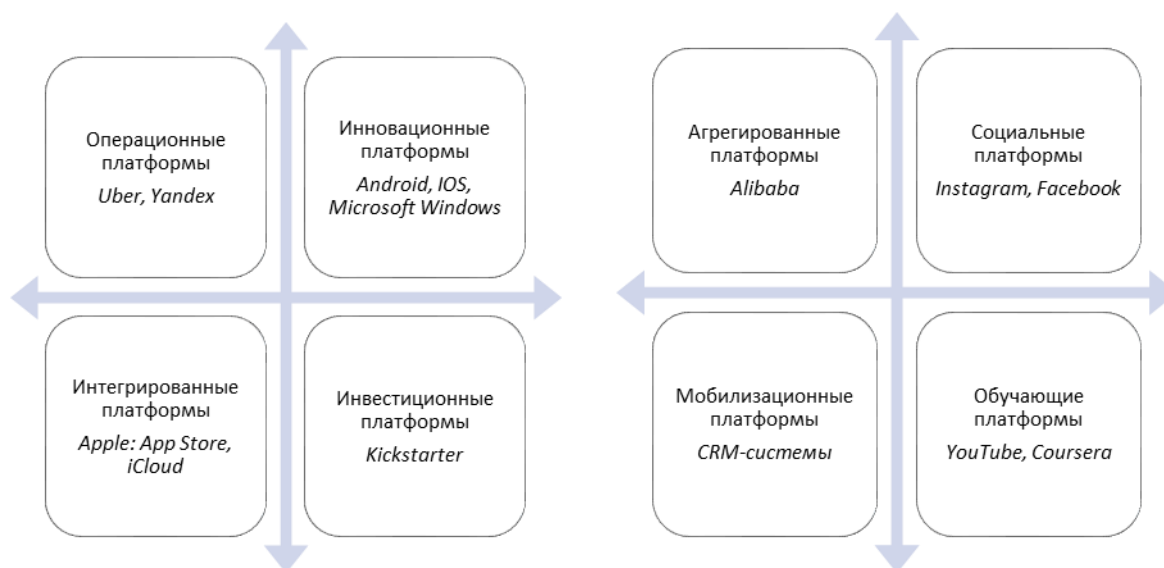 Операционные
платформы
Uber, Yandex
Инновационные
платформы
Android, IOS,
Microsoft Windows
Интегрированные
платформы
Apple: App Store,
iCloud
Инвестиционные
платформы
Kickstarter
Агрегированные
платформы
Alibaba
Социальные
платформы
Instagram, Facebook
Мобилизационные
платформы
CRM-системы
Обучающие
платформы
YouTube, Coursera